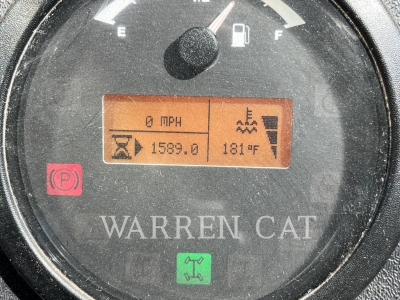 E
F
0 MPH
1589.0
181°F
P
WARREN CAT